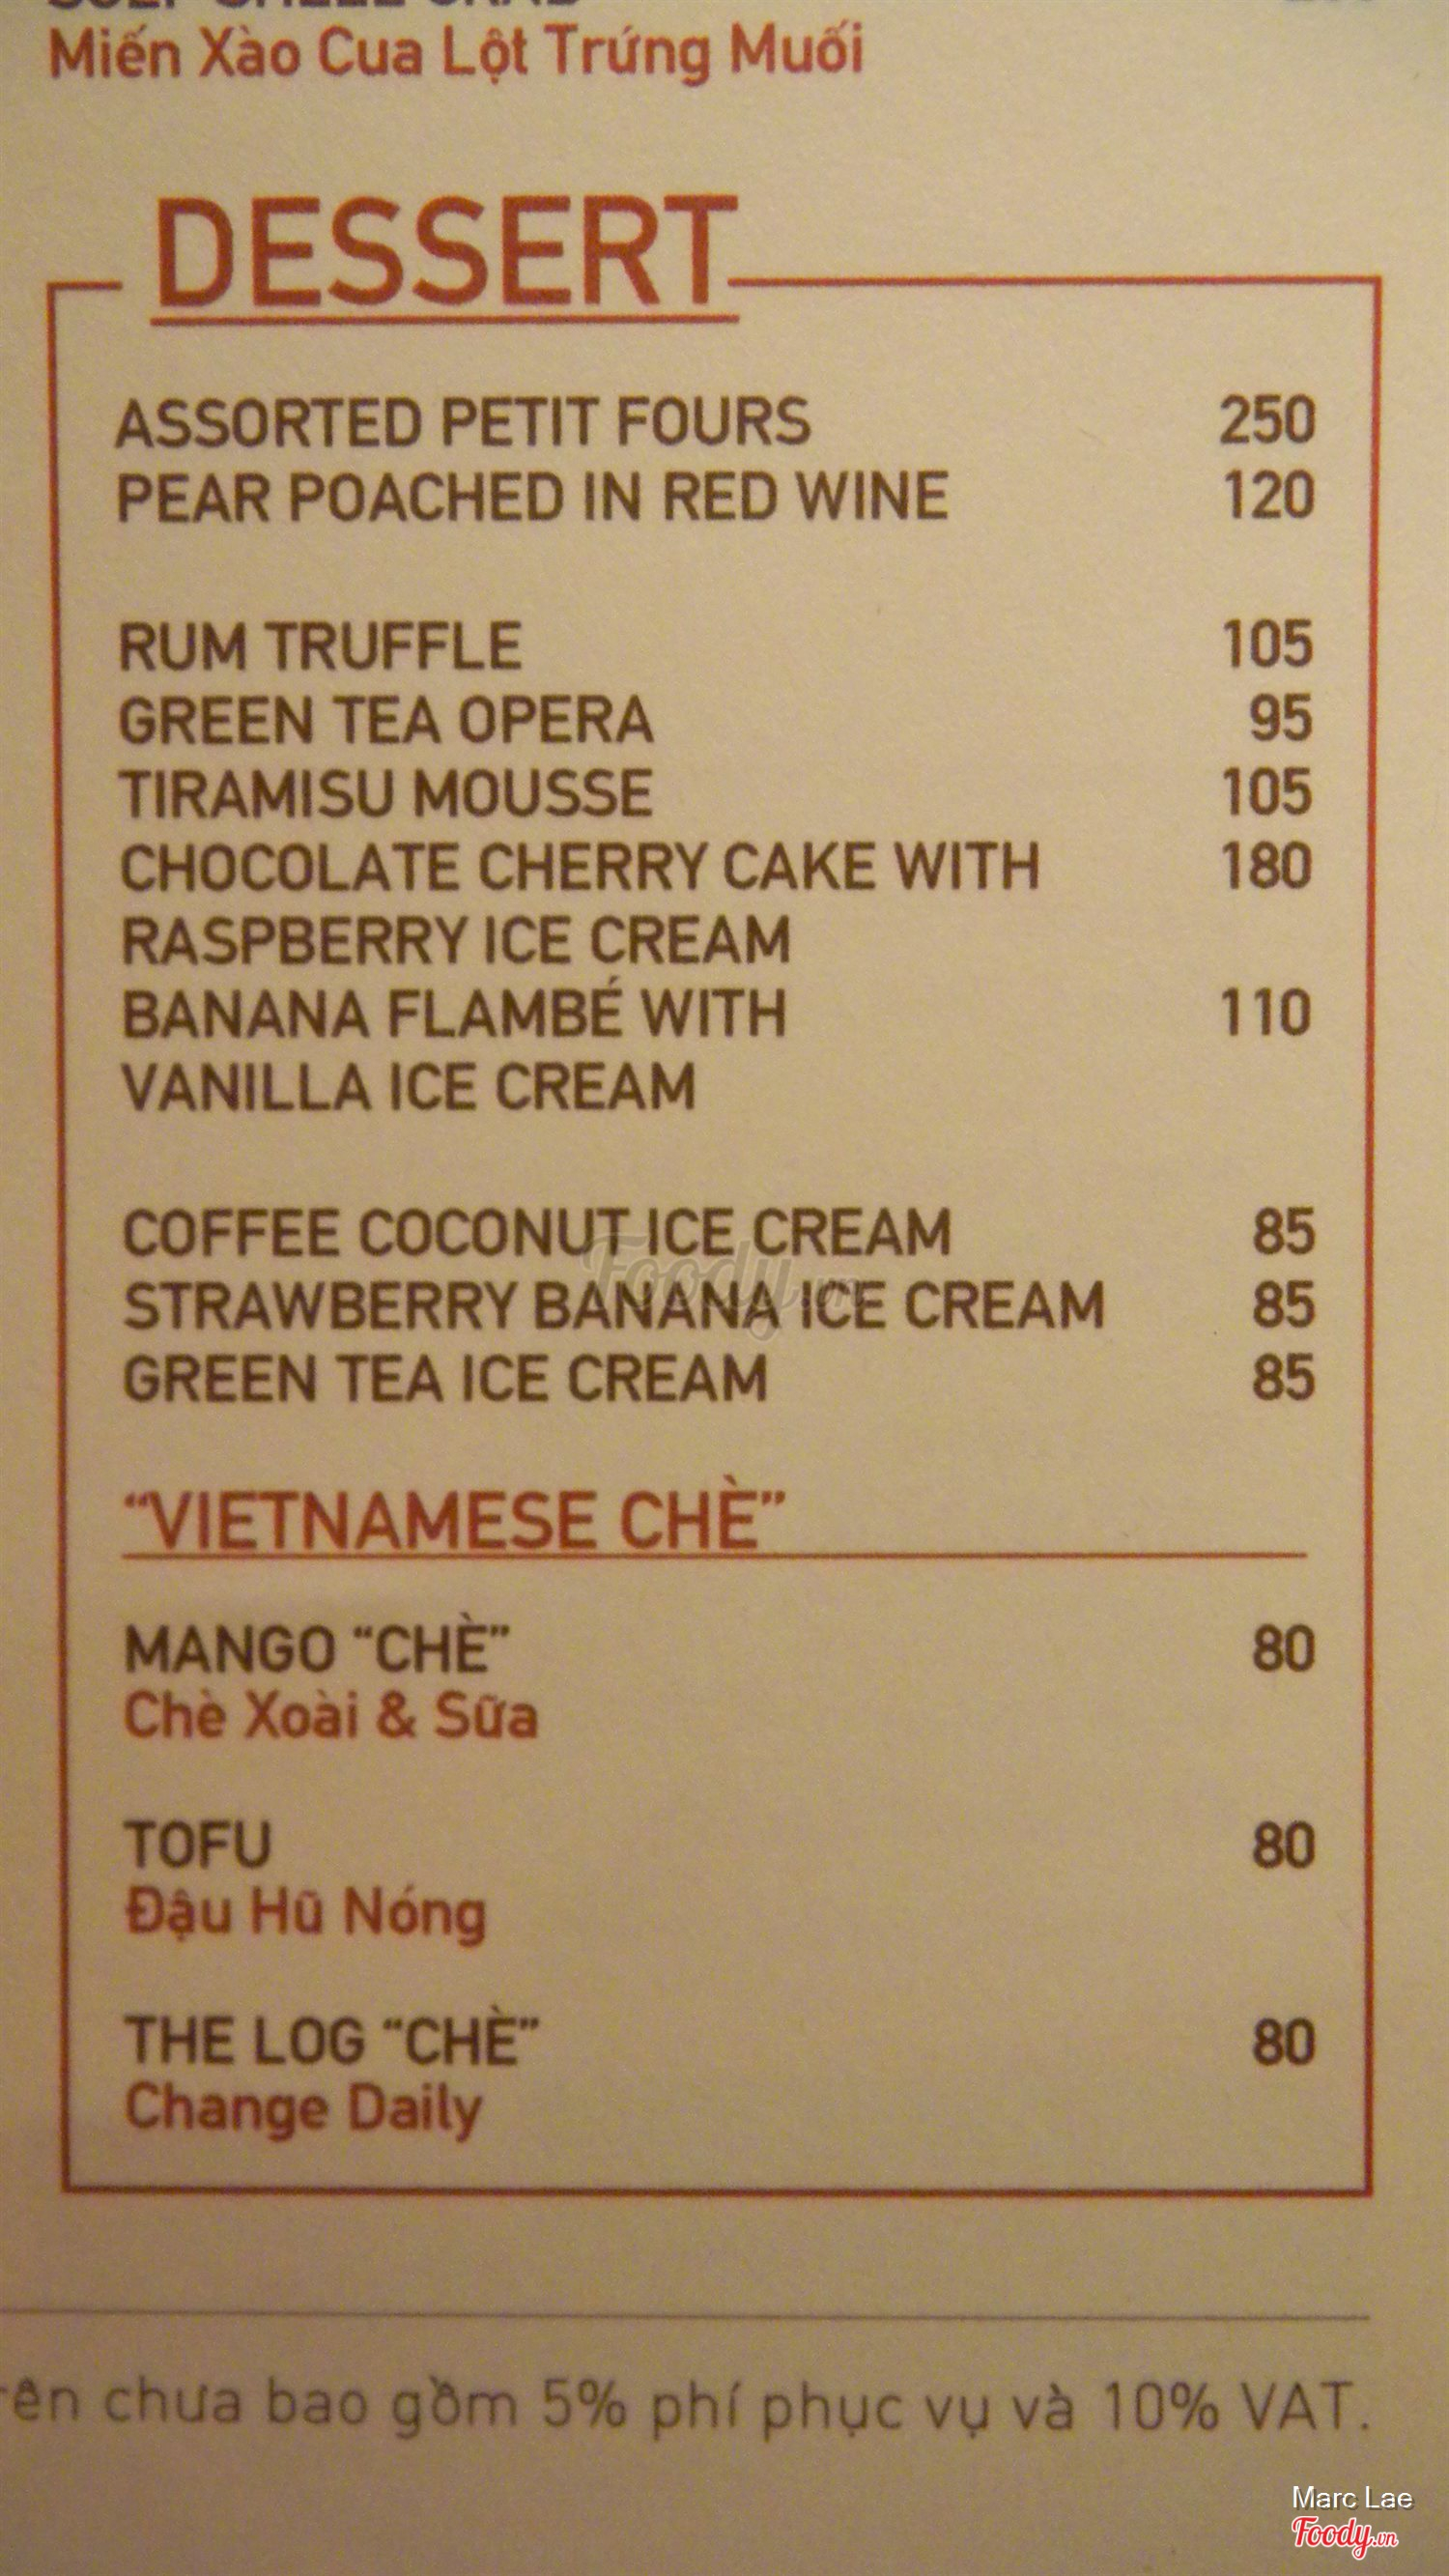 Miến Xào Cua Lột Trứng Muối
DESSERT
ASSORTED PETIT FOURS 250
PEAR POACHED IN RED WINE 120
RUM TRUFFLE 105
GREEN TEA OPERA 95
TIRAMISU MOUSSE 105
CHOCOLATE CHERRY CAKE WITH 180
RASPBERRY ICE CREAM
BANANA FLAMBÉ WITH 110
VANILLA ICE CREAM
COFFEE COCONUT ICE CREAM 85
STRAWBERRY BANANA ICE CREAM 85
GREEN TEA ICE CREAM 85
Foody.vn
“VIETNAMESE CHÈ”
MANGO “CHÈ” 80
Chè Xoài & Sữa
TOFU 80
Đậu Hũ Nóng
THE LOG “CHÈ” 80
Change Daily
chưa bao gồm 5% phí phục vụ và 10% VAT.
Marc Lae
Foody.vn